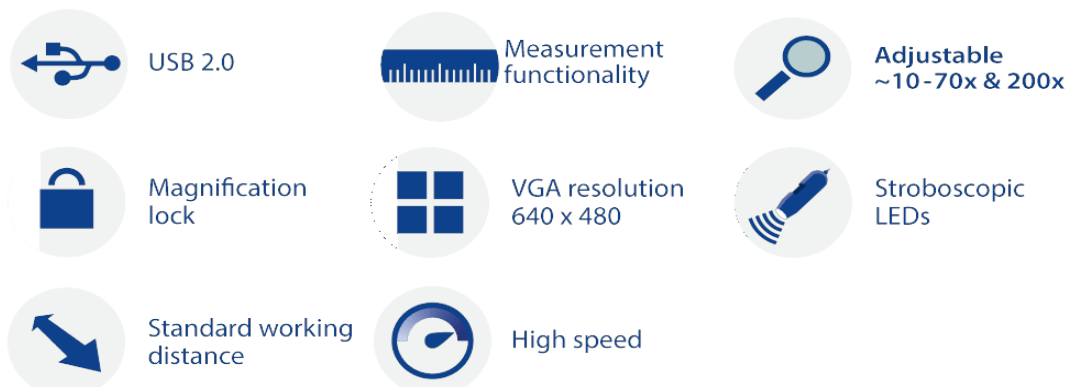 USB 2.0
Measurement
functionality
Adjustable
~10-70x & 200x
Magnification
lock
VGA resolution
640 x 480
Stroboscopic
LEDs
Standard working
distance
High speed